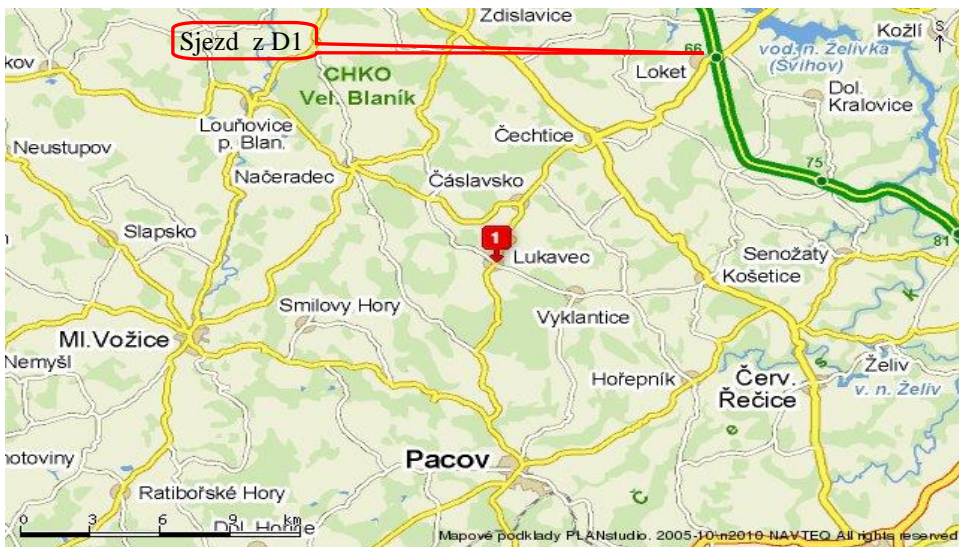 Zdislavice
Kožlí
S
Sjezd z D1
66
vod. n. Želivka
(Švihov)
kov
CHKO
Vel. Blaník
Loket
Dol.
Kralovice
Louňovice
p. Blan.
Čechtice
Neustupov
75
Načeradec
Čáslavsko
Slapsko
1
81
Lukavec
Senožaty
Košetice
Smilovy Hory
Vyklantice
Ml.Vožice
Nemyšl
Hořepník
Želiv
v. n. Želiv
Červ.
Řečice
Pacov
notoviny
Ratibořské Hory
0 3 6 9 km
Č e s k
Mapové podklady PLANstudio. 2005-10\n2010 NAVTEQ All rights reserved